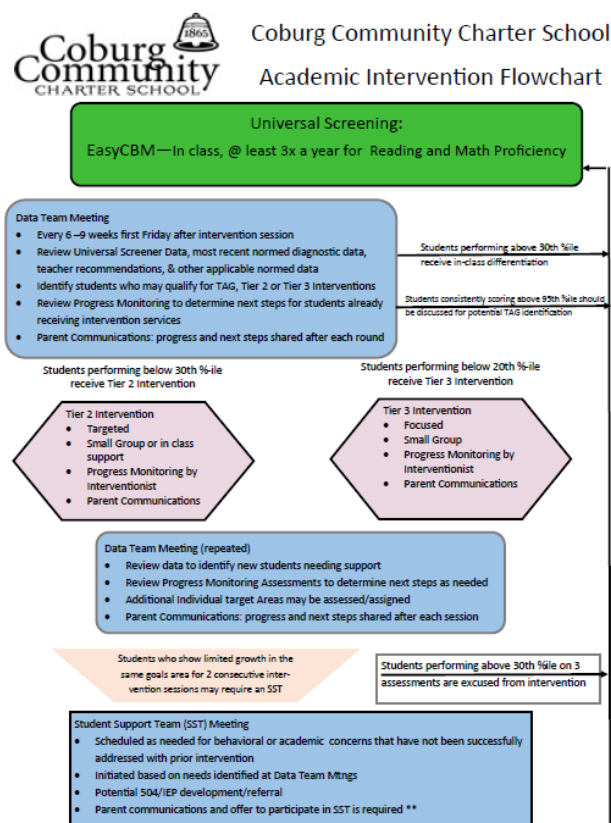 1865
Coburg
Community
CHARTER SCHOOL
Coburg Community Charter School
Academic Intervention Flowchart
Universal Screening:
EasyCBM—In class, @ least 3x a year for Reading and Math Proficiency
Data Team Meeting
• Every 6 –9 weeks first Friday after intervention session
• Review Universal Screener Data, most recent normed diagnostic data,
teacher recommendations, & other applicable normed data
• Identify students who may qualify for TAG, Tier 2 or Tier 3 Interventions
• Review Progress Monitoring to determine next steps for students already
receiving intervention services
• Parent Communications: progress and next steps shared after each round
Students performing above 30th %ile
receive in-class differentiation
Students consistently scoring above 95th %ile should
be discussed for potential TAG identification
Students performing below 30th %-ile
receive Tier 2 Intervention
Students performing below 20th %-ile
receive Tier 3 Intervention
Tier 2 Intervention
• Targeted
• Small Group or in class
support
• Progress Monitoring by
Interventionist
• Parent Communications
Tier 3 Intervention
• Focused
• Small Group
• Progress Monitoring by
Interventionist
• Parent Communications
Data Team Meeting (repeated)
• Review data to identify new students needing support
• Review Progress Monitoring Assessments to determine next steps as needed
• Additional Individual target Areas may be assessed/assigned
• Parent Communications: progress and next steps shared after each session
Students who show limited growth in the
same goals area for 2 consecutive inter-
vention sessions may require an SST
Students performing above 30th %ile on 3
assessments are excused from intervention
Student Support Team (SST) Meeting
• Scheduled as needed for behavioral or academic concerns that have not been successfully
addressed with prior intervention
• Initiated based on needs identified at Data Team Mtngs
• Potential 504/IEP development/referral
• Parent communications and offer to participate in SST is required **